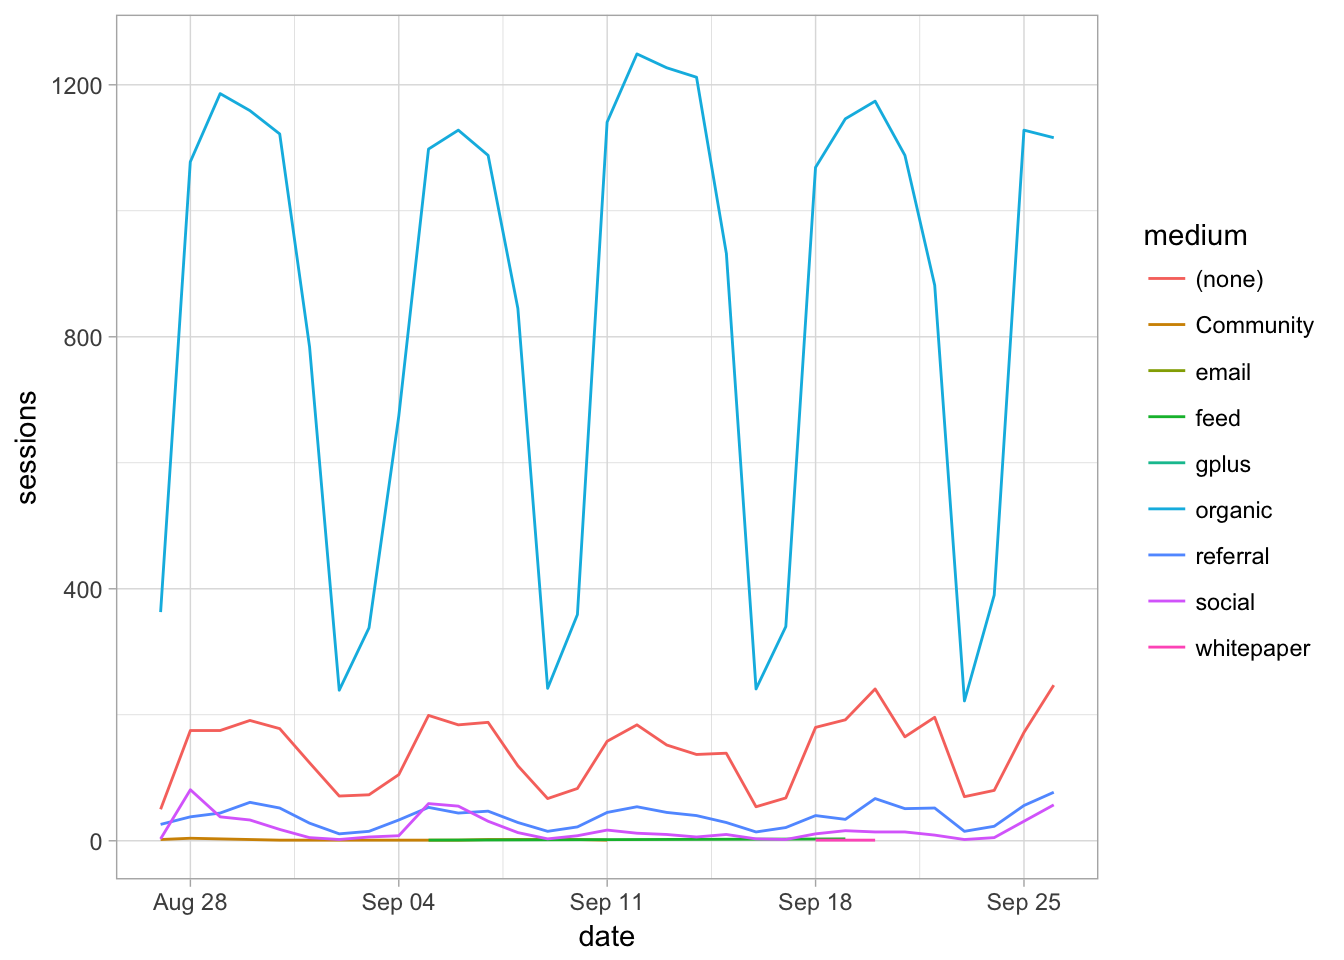 1200
800
400
0
sessions
Aug 28
Sep 04
Sep 11
Sep 18
Sep 25
date
medium
(none)
Community
email
feed
gplus
organic
referral
social
whitepaper